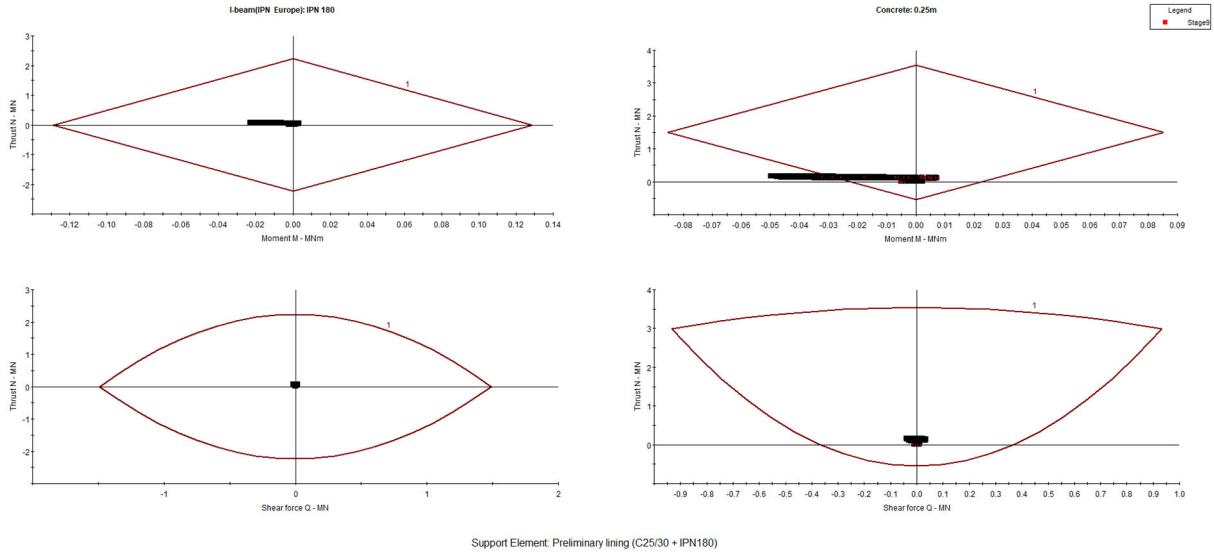 I-beam(IPN Europe): IPN 180
Concrete: 0.25m
Legend
Stage9
3
2
1
0
-1
-2
Thrust N - MN
1
-0.12 -0.10 -0.08 -0.06 -0.04 -0.02 0.00 0.02 0.04 0.06 0.08 0.10 0.12 0.14
Moment M - MNm
4
3
2
1
0
Thrust N - MN
1
-0.08 -0.07 -0.06 -0.05 -0.04 -0.03 -0.02 -0.01 0.00 0.01 0.02 0.03 0.04 0.05 0.06 0.07 0.08 0.09
Moment M - MNm
3
2
1
0
-1
-2
Thrust N - MN
1
-1 0 1 2
Shear force Q - MN
4
3
2
1
0
Thrust N - MN
1
-0.9 -0.8 -0.7 -0.6 -0.5 -0.4 -0.3 -0.2 -0.1 0.0 0.1 0.2 0.3 0.4 0.5 0.6 0.7 0.8 0.9 1.0
Shear force Q - MN
Support Element: Preliminary lining (C25/30 + IPN180)